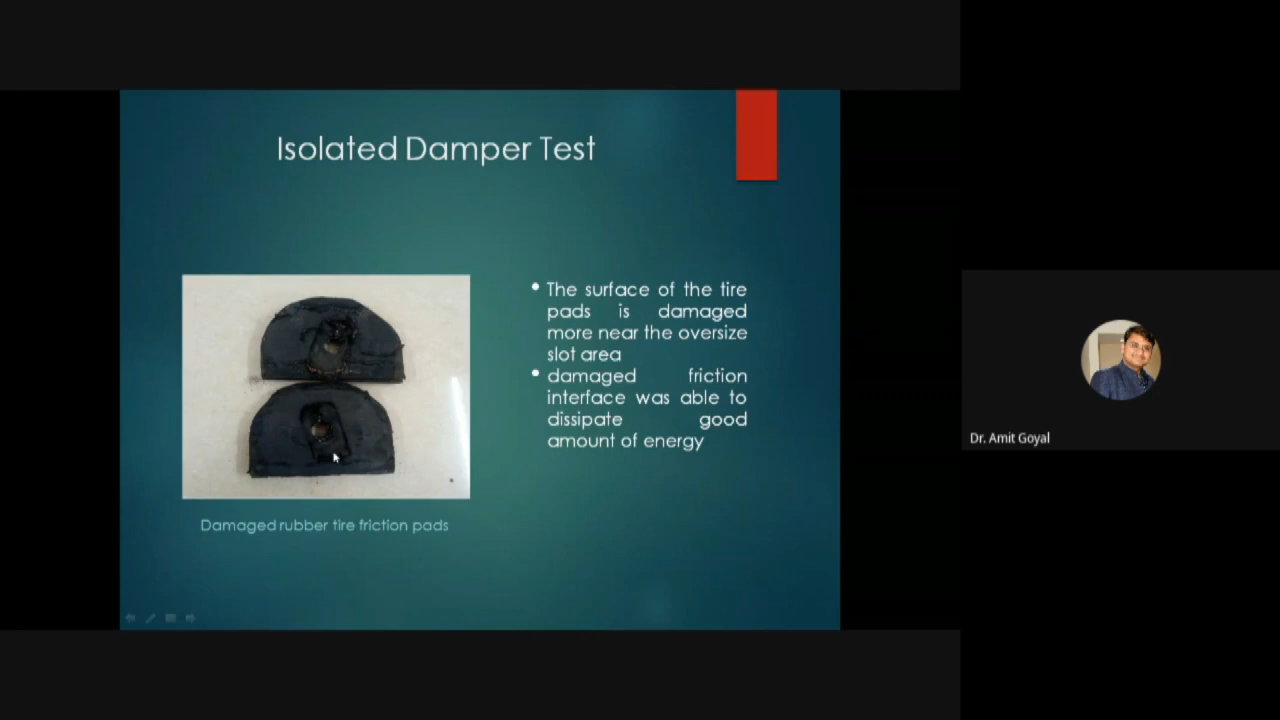 Isolated Damper Test
• The surface of the tire
pads is damaged
more near the oversize
slot area
• damaged friction
interface was able to
dissipate good
amount of energy
Damaged rubber tire friction pads
Dr. Amit Goyal